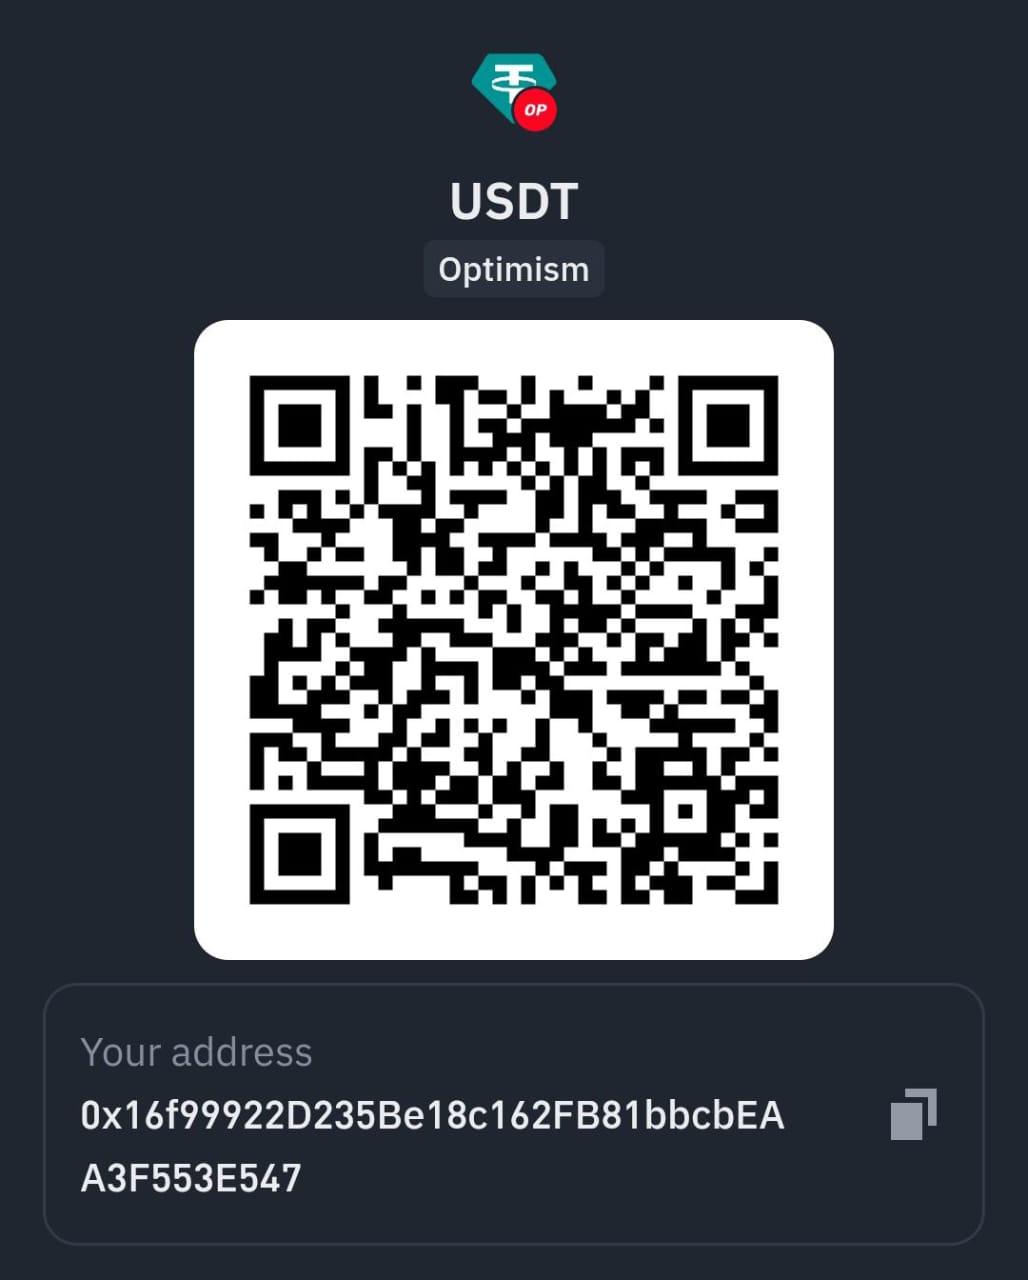 OP
USDT
Optimism
Your address
0x16f99922D235Be18c162FB81bbcbEA
A3F553E547